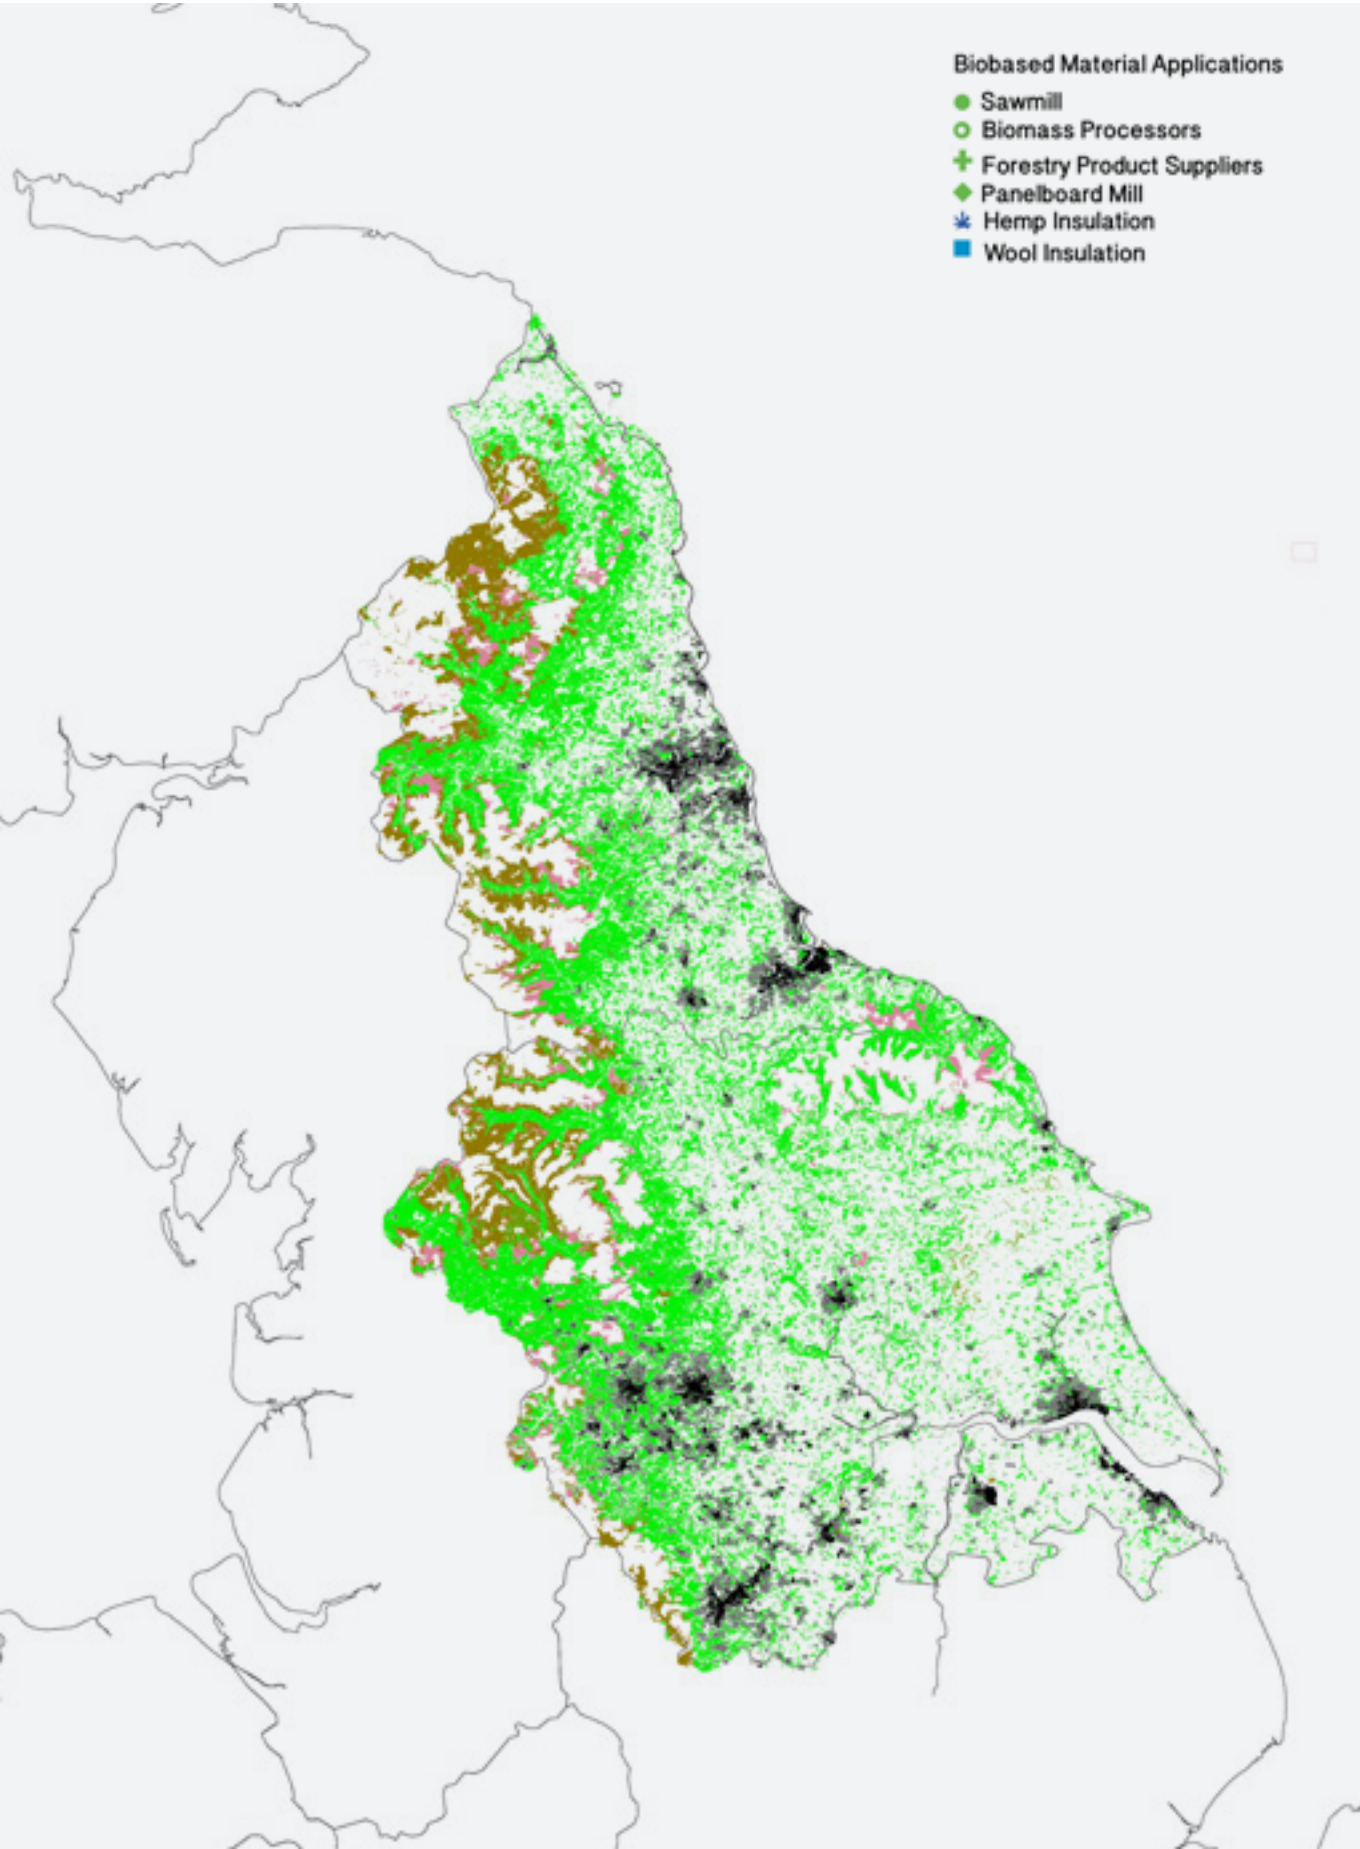 Biobased Material Applications
Sawmill
Biomass Processors
Forestry Product Suppliers
Panelboard Mill
Hemp Insulation
Wool Insulation